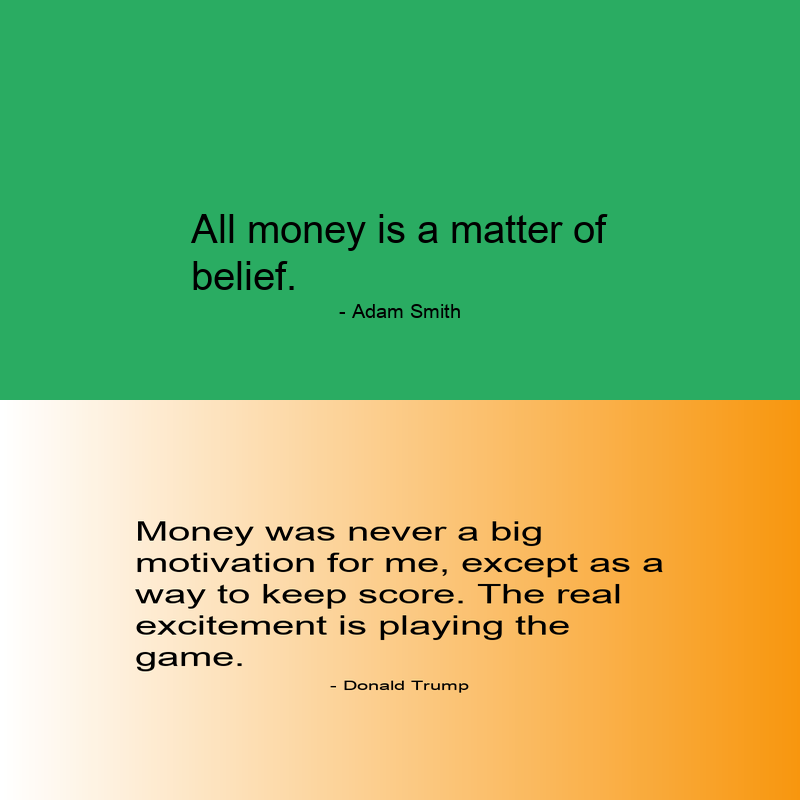 All money is a matter of
belief.
- Adam Smith
Money was never a big
motivation for me, except as a
way to keep score. The real
excitement is playing the
game.
- Donald Trump